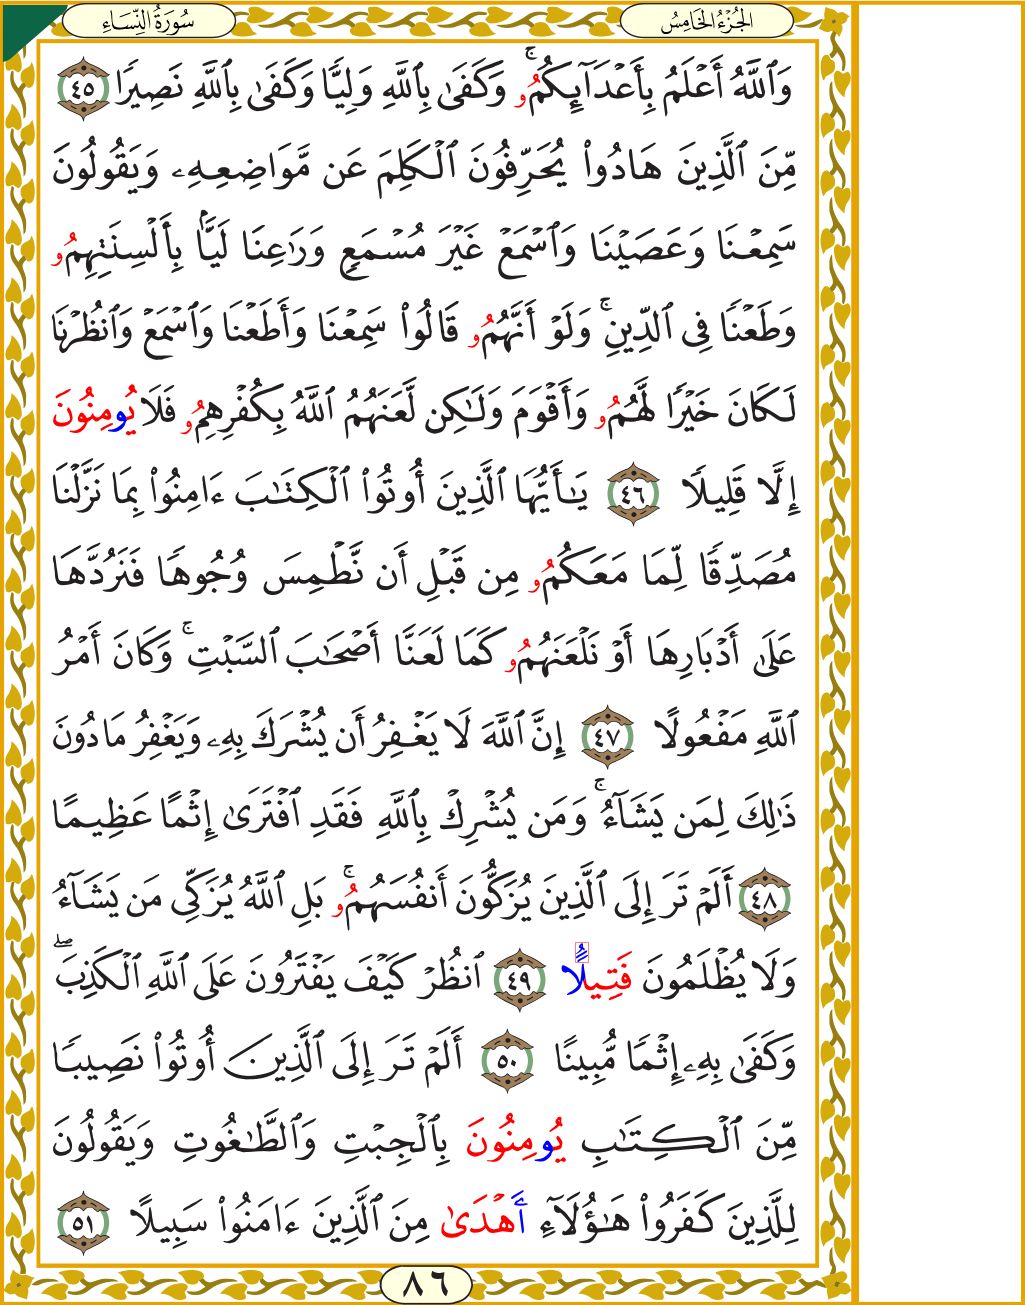 سُورَةُ النِّسَاءِ
الجُزْءُ الخَامِسُ
وَٱللَّهُ أَعۡلَمُ بِأَعۡدَآئِكُمُۥۚ وَكَفَىٰ بِٱللَّهِ وَلِيّٗا وَكَفَىٰ بِٱللَّهِ نَصِيرٗا ٤٥
مِّنَ ٱلَّذِينَ هَادُواْ يُحَرِّفُونَ ٱلۡكَلِمَ عَن مَّوَاضِعِهِۦ وَيَقُولُونَ
سَمِعۡنَا وَعَصَيۡنَا وَٱسۡمَعۡ غَيۡرَ مُسۡمَعٖ وَرَٰعِنَا لَيَّۢا بِأَلۡسِنَتِهِمُۥ
وَطَعۡنٗا فِي ٱلدِّينِۚ وَلَوۡ أَنَّهُمُۥ قَالُواْ سَمِعۡنَا وَأَطَعۡنَا وَٱسۡمَعۡ وَٱنظُرۡنَا
لَكَانَ خَيۡرٗا لَّهُمُۥ وَأَقۡوَمَ وَلَٰكِن لَّعَنَهُمُ ٱللَّهُ بِكُفۡرِهِمُۥ فَلَا يُومِنُونَ
إِلَّا قَلِيلٗا ٤٦ يَٰٓأَيُّهَا ٱلَّذِينَ أُوتُواْ ٱلۡكِتَٰبَ ءَامِنُواْ بِمَا نَزَّلۡنَا
مُصَدِّقٗا لِّمَا مَعَكُمُۥ مِن قَبۡلِ أَن نَّطۡمِسَ وُجُوهٗا فَنَرُدَّهَا
عَلَىٰٓ أَدۡبَارِهَآ أَوۡ نَلۡعَنَهُمُۥ كَمَا لَعَنَّآ أَصۡحَٰبَ ٱلسَّبۡتِۚ وَكَانَ أَمۡرُ
ٱللَّهِ مَفۡعُولًا ٤٧ إِنَّ ٱللَّهَ لَا يَغۡفِرُ أَن يُشۡرَكَ بِهِۦ وَيَغۡفِرُ مَا دُونَ
ذَٰلِكَ لِمَن يَشَآءُۚ وَمَن يُشۡرِكۡ بِٱللَّهِ فَقَدِ ٱفۡتَرَىٰٓ إِثۡمًا عَظِيمًا
٤٨ أَلَمۡ تَرَ إِلَى ٱلَّذِينَ يُزَكُّونَ أَنفُسَهُمُۥۚ بَلِ ٱللَّهُ يُزَكِّي مَن يَشَآءُ
وَلَا يُظۡلَمُونَ فَتِيلًا ٤٩ ٱنظُرۡ كَيۡفَ يَفۡتَرُونَ عَلَى ٱللَّهِ ٱلۡكَذِبَۖ
وَكَفَىٰ بِهِۦٓ إِثۡمٗا مُّبِينًا ٥٠ أَلَمۡ تَرَ إِلَى ٱلَّذِينَ أُوتُواْ نَصِيبٗا
مِّنَ ٱلۡكِتَٰبِ يُومِنُونَ بِٱلۡجِبۡتِ وَٱلطَّٰغُوتِ وَيَقُولُونَ
لِلَّذِينَ كَفَرُواْ هَٰٓؤُلَآءِ أَهۡدَىٰ مِنَ ٱلَّذِينَ ءَامَنُواْ سَبِيلًا ٥١
٨٦